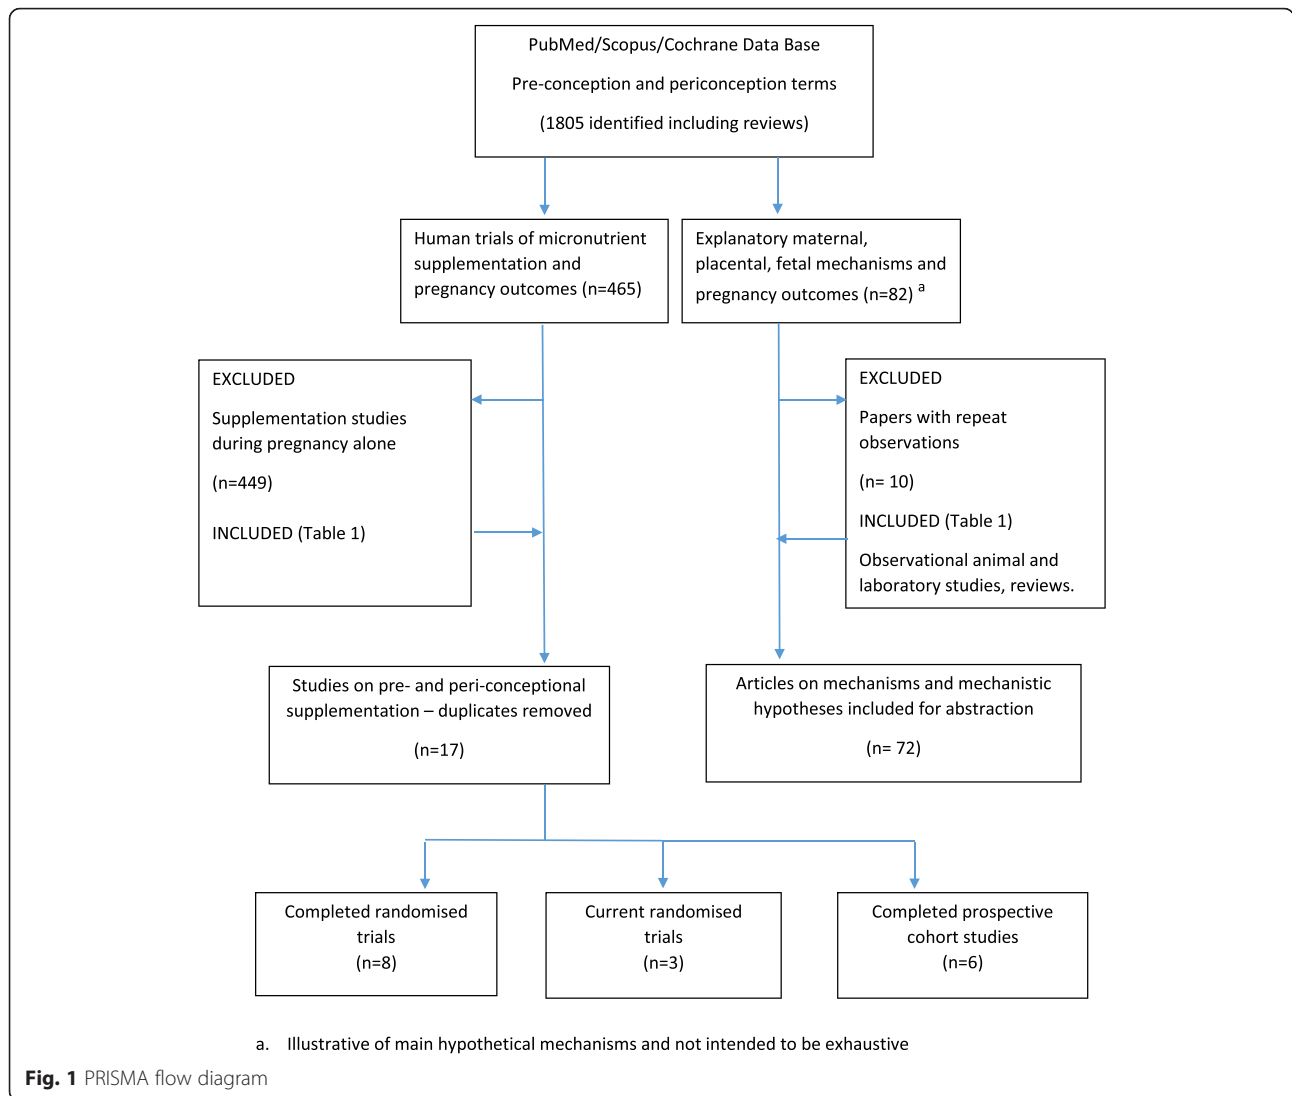 PubMed/Scopus/Cochrane Data Base
Pre-conception and periconception terms
(1805 identified including reviews)
Human trials of micronutrient
supplementation and
pregnancy outcomes (n=465)
Explanatory maternal,
placental, fetal mechanisms and
pregnancy outcomes (n=82) a
EXCLUDED
Supplementation studies
during pregnancy alone
(n=449)
INCLUDED (Table 1)
EXCLUDED
Papers with repeat
observations
(n= 10)
INCLUDED (Table 1)
Observational animal and
laboratory studies, reviews.
Studies on pre- and peri-conceptional
supplementation – duplicates removed
(n=17)
Articles on mechanisms and mechanistic
hypotheses included for abstraction
(n= 72)
Completed randomised
trials
(n=8)
Current randomised
trials
(n=3)
Completed prospective
cohort studies
(n=6)
a. Illustrative of main hypothetical mechanisms and not intended to be exhaustive
Fig. 1 PRISMA flow diagram